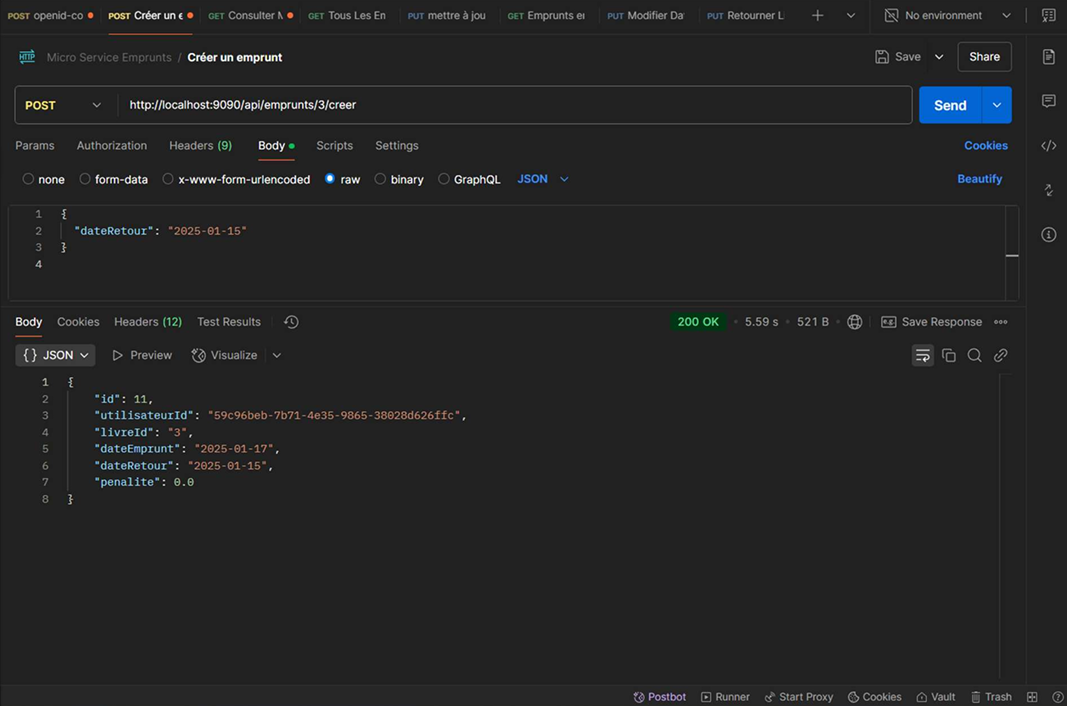 POST openid-co POST Créer un e GET Consulter M GET Tous Les En PUT mettre à jou GET Emprunts en PUT Modifier Da PUT Retourner L No environment
HTTP Micro Service Emprunts / Créer un emprunt Save Share
POST http://localhost:9090/api/emprunts/3/creer Send
Params Authorization Headers (9) Body Scripts Settings Cookies
none form-data x-www-form-urlencoded raw binary GraphQL JSON Beautify
1 {
2 "dateRetour": "2025-01-15"
3 }
4
Body Cookies Headers (12) Test Results 200 OK • 5.59 s • 521 B e.g. Save Response
{} JSON Preview Visualize
1 {
2 "id": 11,
3 "utilisateurId": "59c96beb-7b71-4e35-9865-38028d626ffc",
4 "livreId": "3",
5 "dateEmprunt": "2025-01-17",
6 "dateRetour": "2025-01-15",
7 "penalite": 0.0
8 }
Postbot Runner Start Proxy Cookies Vault Trash